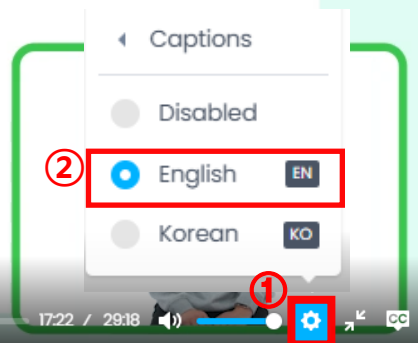 Captions
Disabled
② English EN
Korean KO
①
17:22 / 29:18 CC